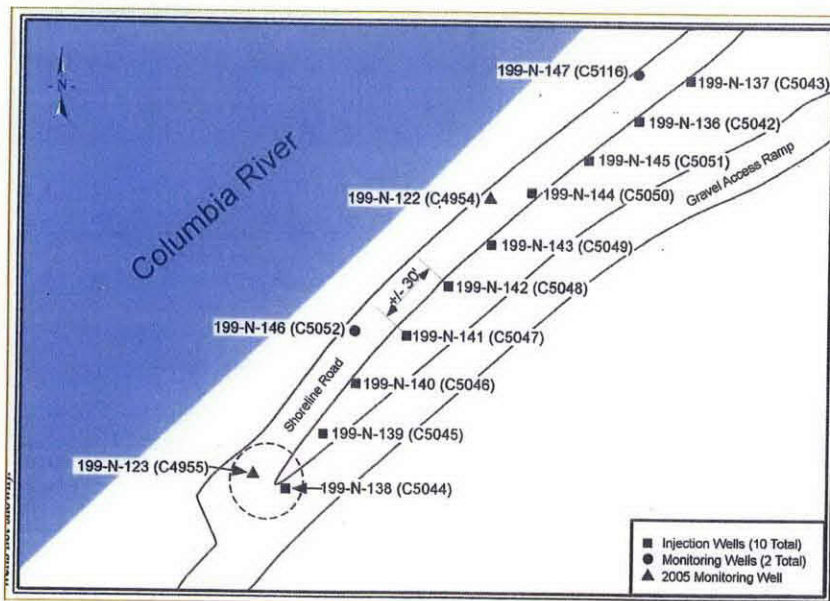 - N -
Columbia River
199-N-147 (C5116)
199-N-137 (C5043)
199-N-136 (C5042)
199-N-145 (C5051)
Gravel Access Ramp
199-N-122 (C4954)
199-N-144 (C5050)
199-N-143 (C5049)
+/- 30'
199-N-142 (C5048)
199-N-146 (C5052)
199-N-141 (C5047)
Shoreline Road
199-N-140 (C5046)
199-N-139 (C5045)
199-N-123 (C4955)
199-N-138 (C5044)
Injection Wells (10 Total)
Monitoring Wells (2 Total)
2005 Monitoring Well